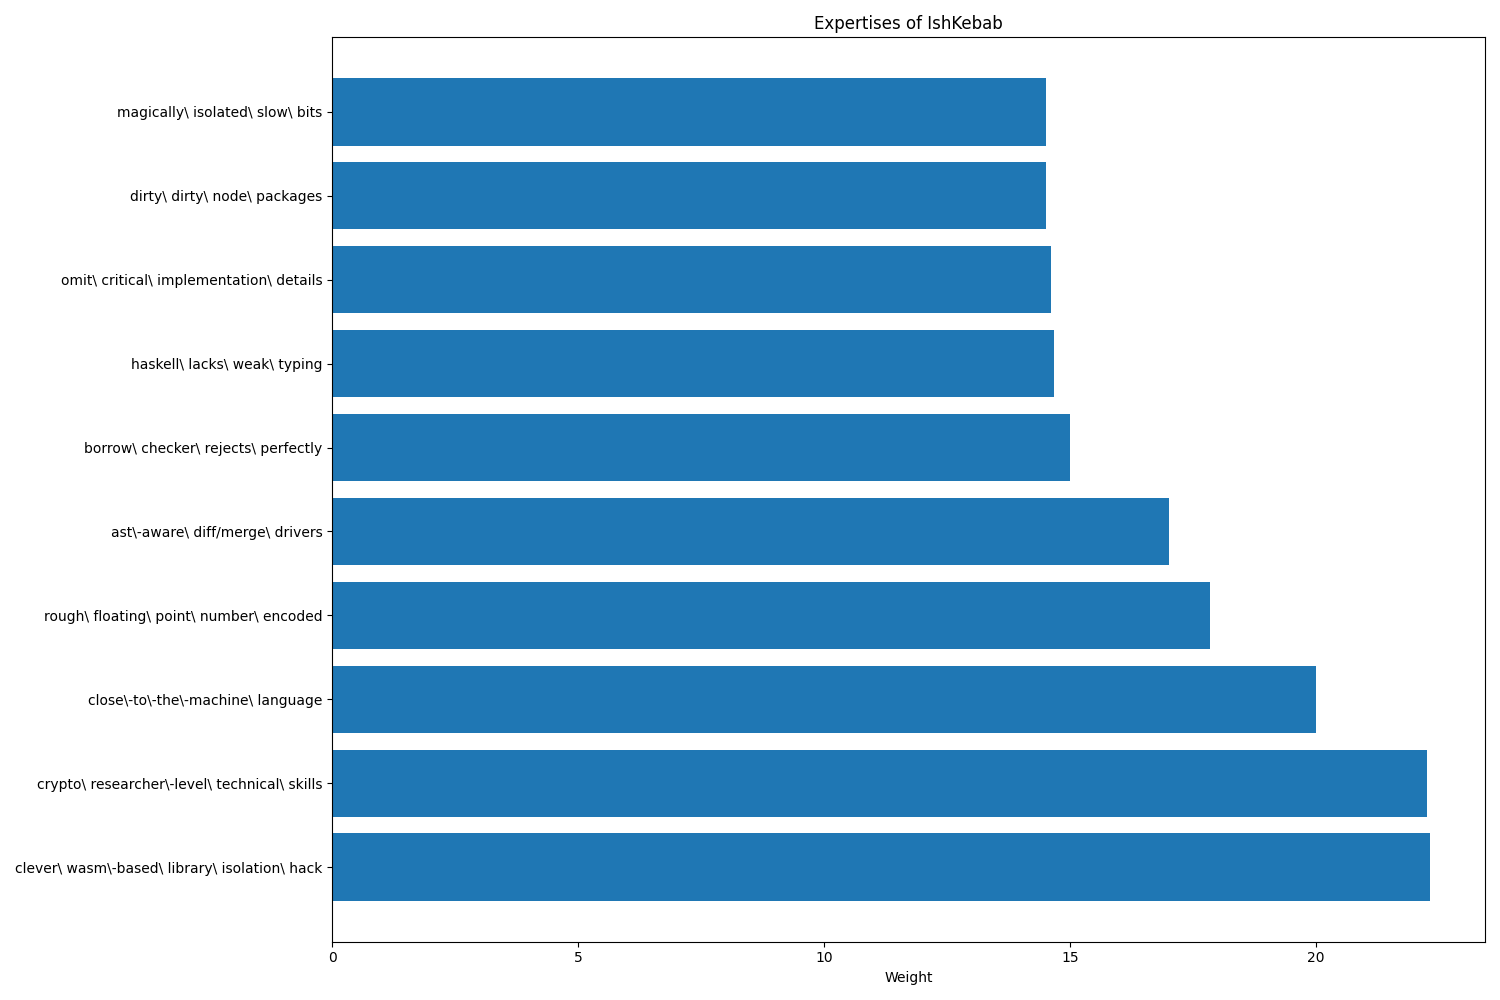 Expertises of IshKebab
magically\ isolated\ slow\ bits
dirty\ dirty\ node\ packages
omit\ critical\ implementation\ details
haskell\ lacks\ weak\ typing
borrow\ checker\ rejects\ perfectly
ast\-aware\ diff/merge\ drivers
rough\ floating\ point\ number\ encoded
close\-to\-the\-machine\ language
crypto\ researcher\-level\ technical\ skills
clever\ wasm\-based\ library\ isolation\ hack
0 5 10 15 20
Weight